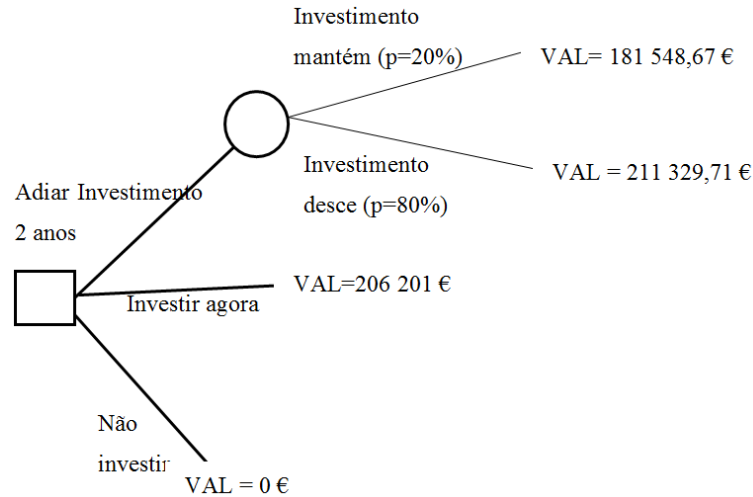 Investimento
mantém (p=20%)
VAL= 181 548,67 €
Investimento
desce (p=80%)
VAL = 211 329,71 €
Adiar Investimento
2 anos
VAL=206 201 €
Investir agora
Não
investir
VAL = 0 €